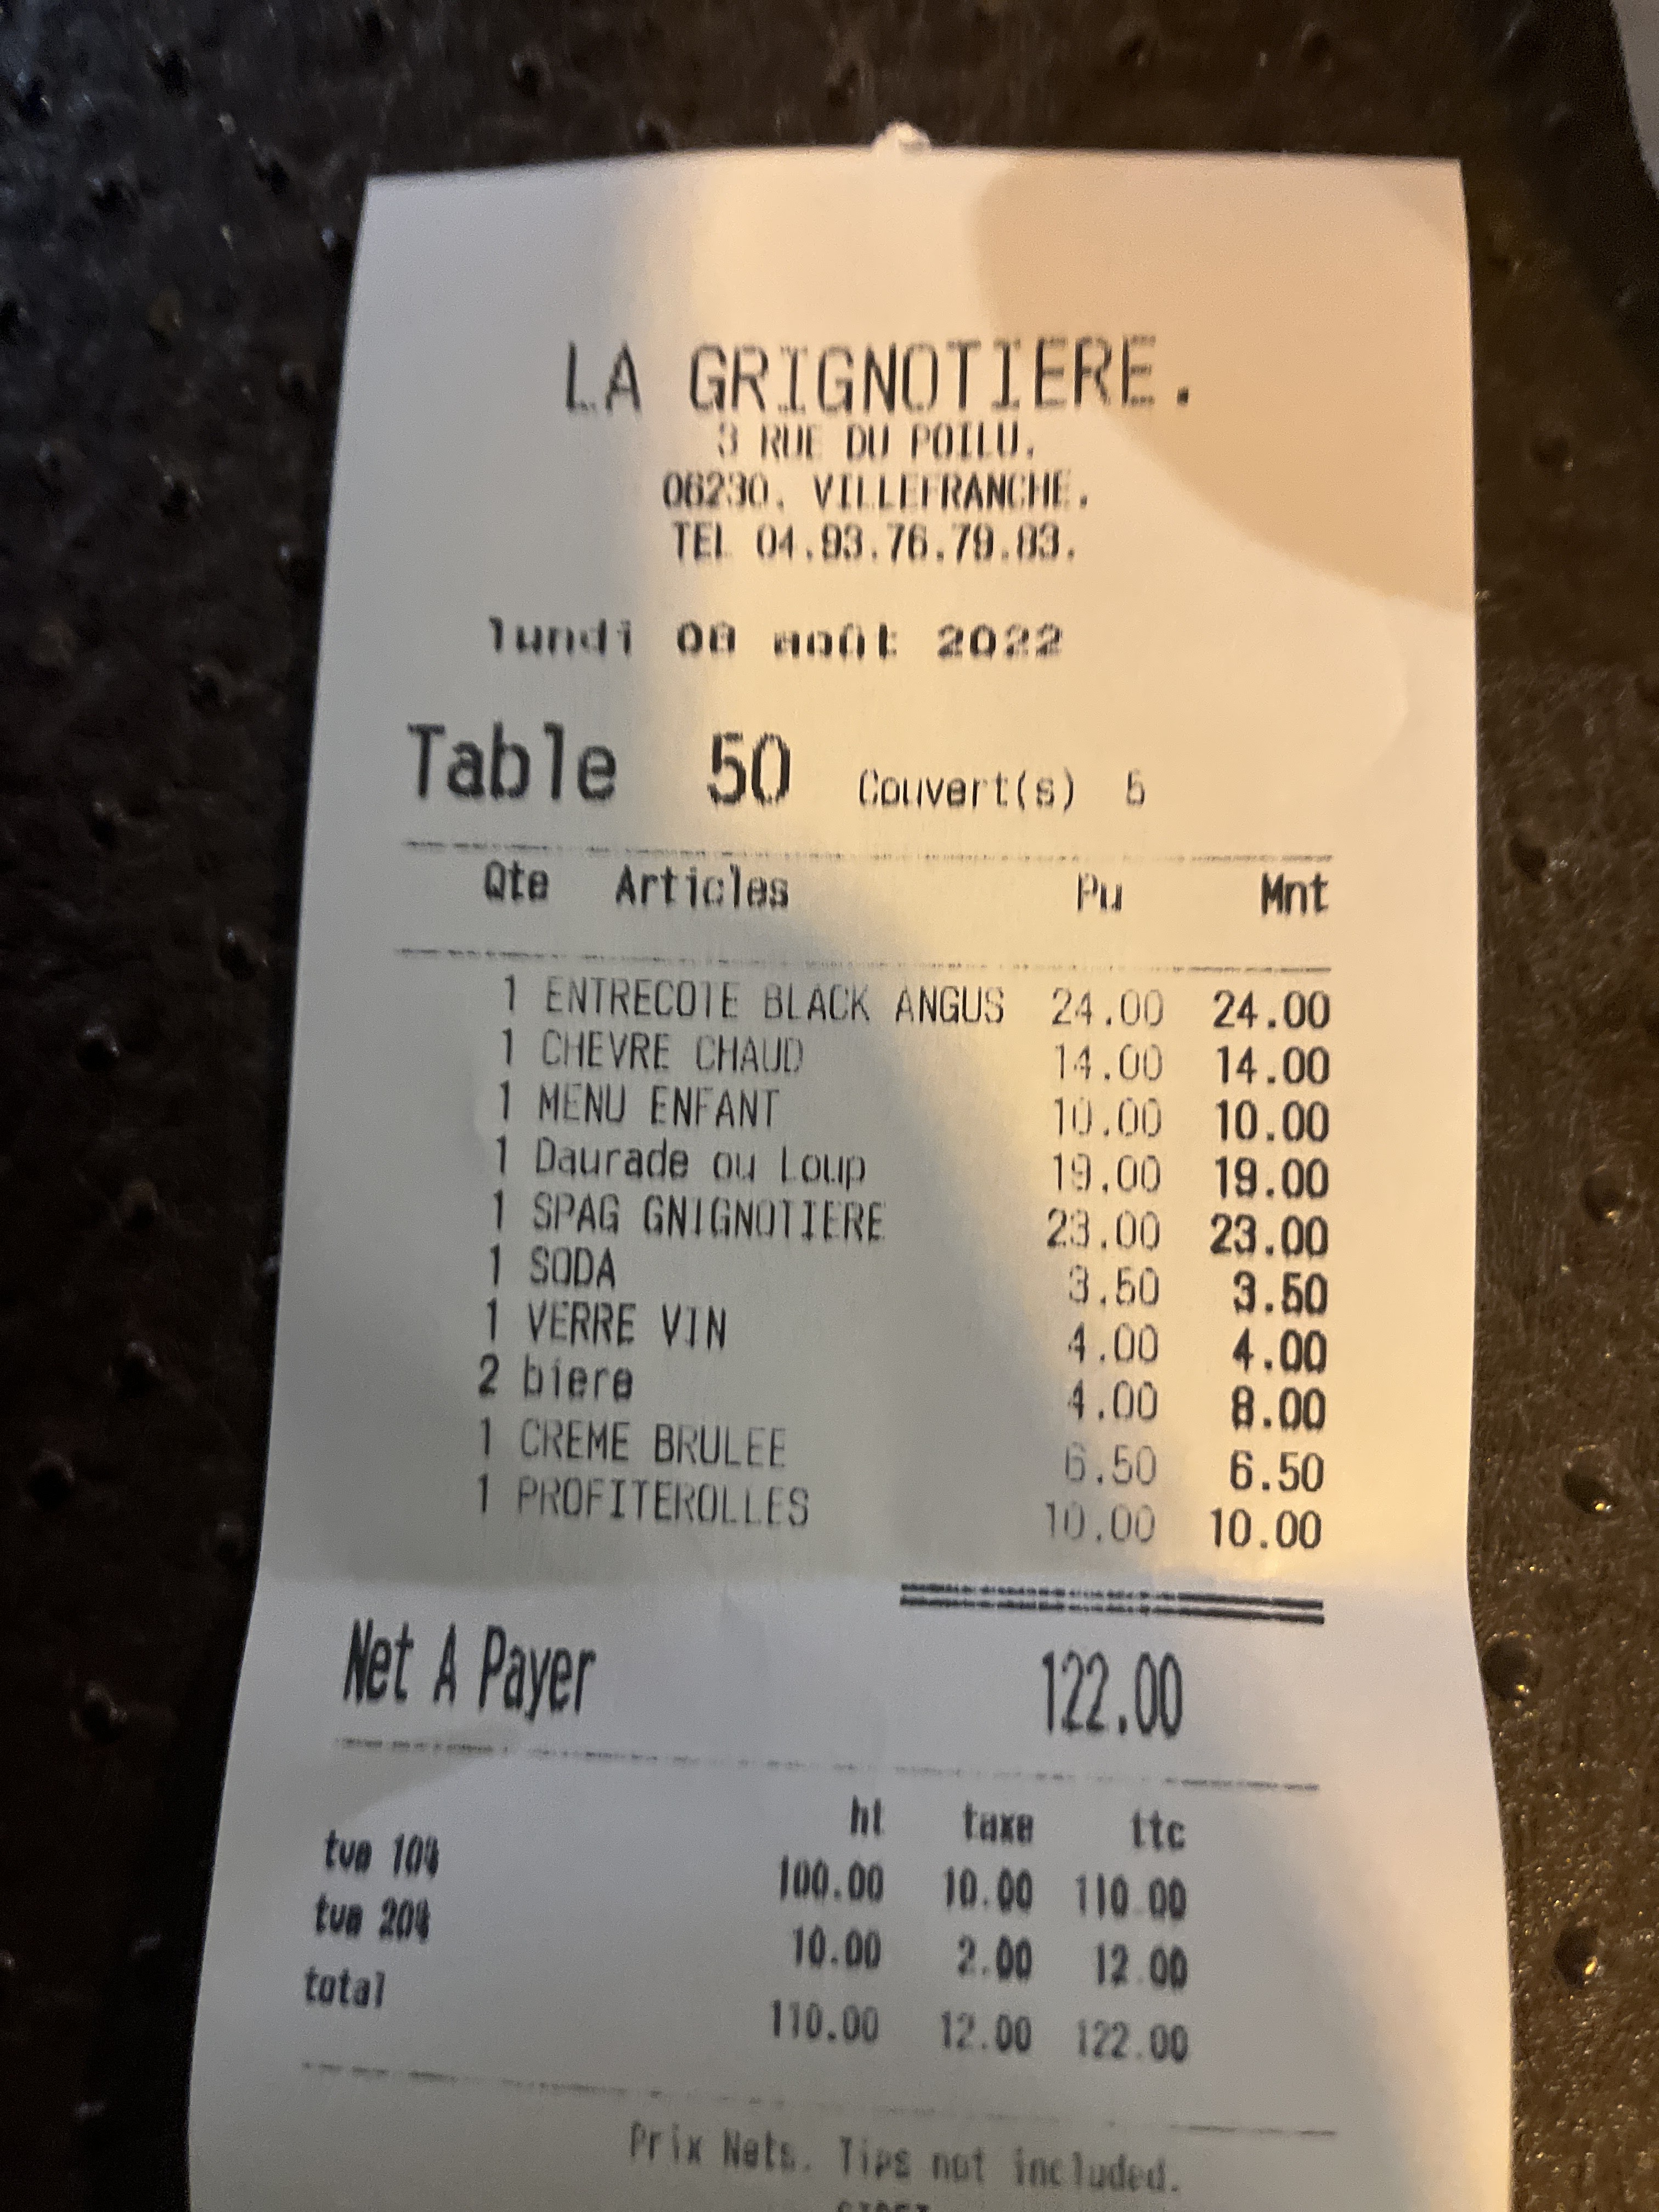 LA GRIGNOTIERE.
3 RUE DU POILU.
06230. VILLEFRANCHE.
TEL 04.93.76.79.83.
lundi 08 août 2022
Table 50 Couvert(s) 5
Qte Articles Pu Mnt
1 ENTRECOTE BLACK ANGUS 24.00 24.00
1 CHEVRE CHAUD 14.00 14.00
1 MENU ENFANT 10.00 10.00
1 Daurade ou Loup 19.00 19.00
1 SPAG GNIGNOTIERE 23.00 23.00
1 SODA 3.50 3.50
1 VERRE VIN 4.00 4.00
2 biere 4.00 8.00
1 CREME BRULEE 6.50 6.50
1 PROFITEROLLES 10.00 10.00
Net A Payer 122.00
ht taxe ttc
tva 10% 100.00 10.00 110.00
tva 20% 10.00 2.00 12.00
total 110.00 12.00 122.00
Prix Nets. Tips not included.